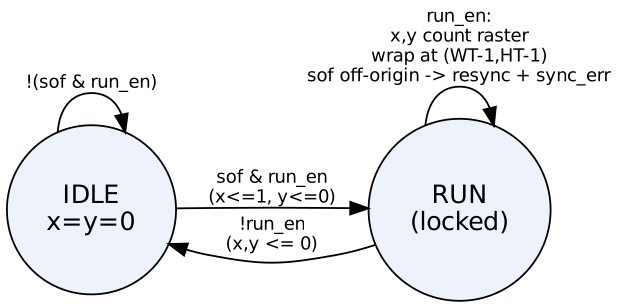 run_en:
x,y count raster
wrap at (WT-1,HT-1)
sof off-origin -> resync + sync_err
!(sof & run_en)
IDLE
x=y=0
sof & run_en
(x<=1, y<=0)
!run_en
(x,y <= 0)
RUN
(locked)